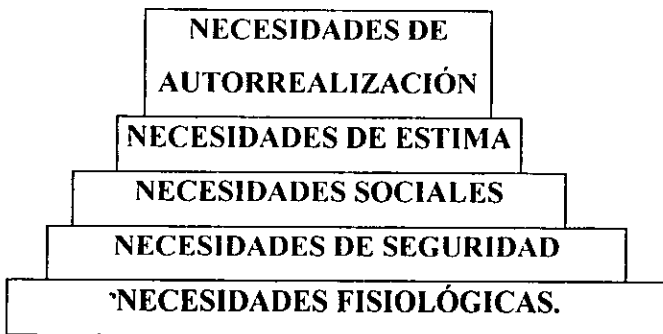 NECESIDADES DE
AUTORREALIZACIÓN
NECESIDADES DE ESTIMA
NECESIDADES SOCIALES
NECESIDADES DE SEGURIDAD
NECESIDADES FISIOLÓGICAS.